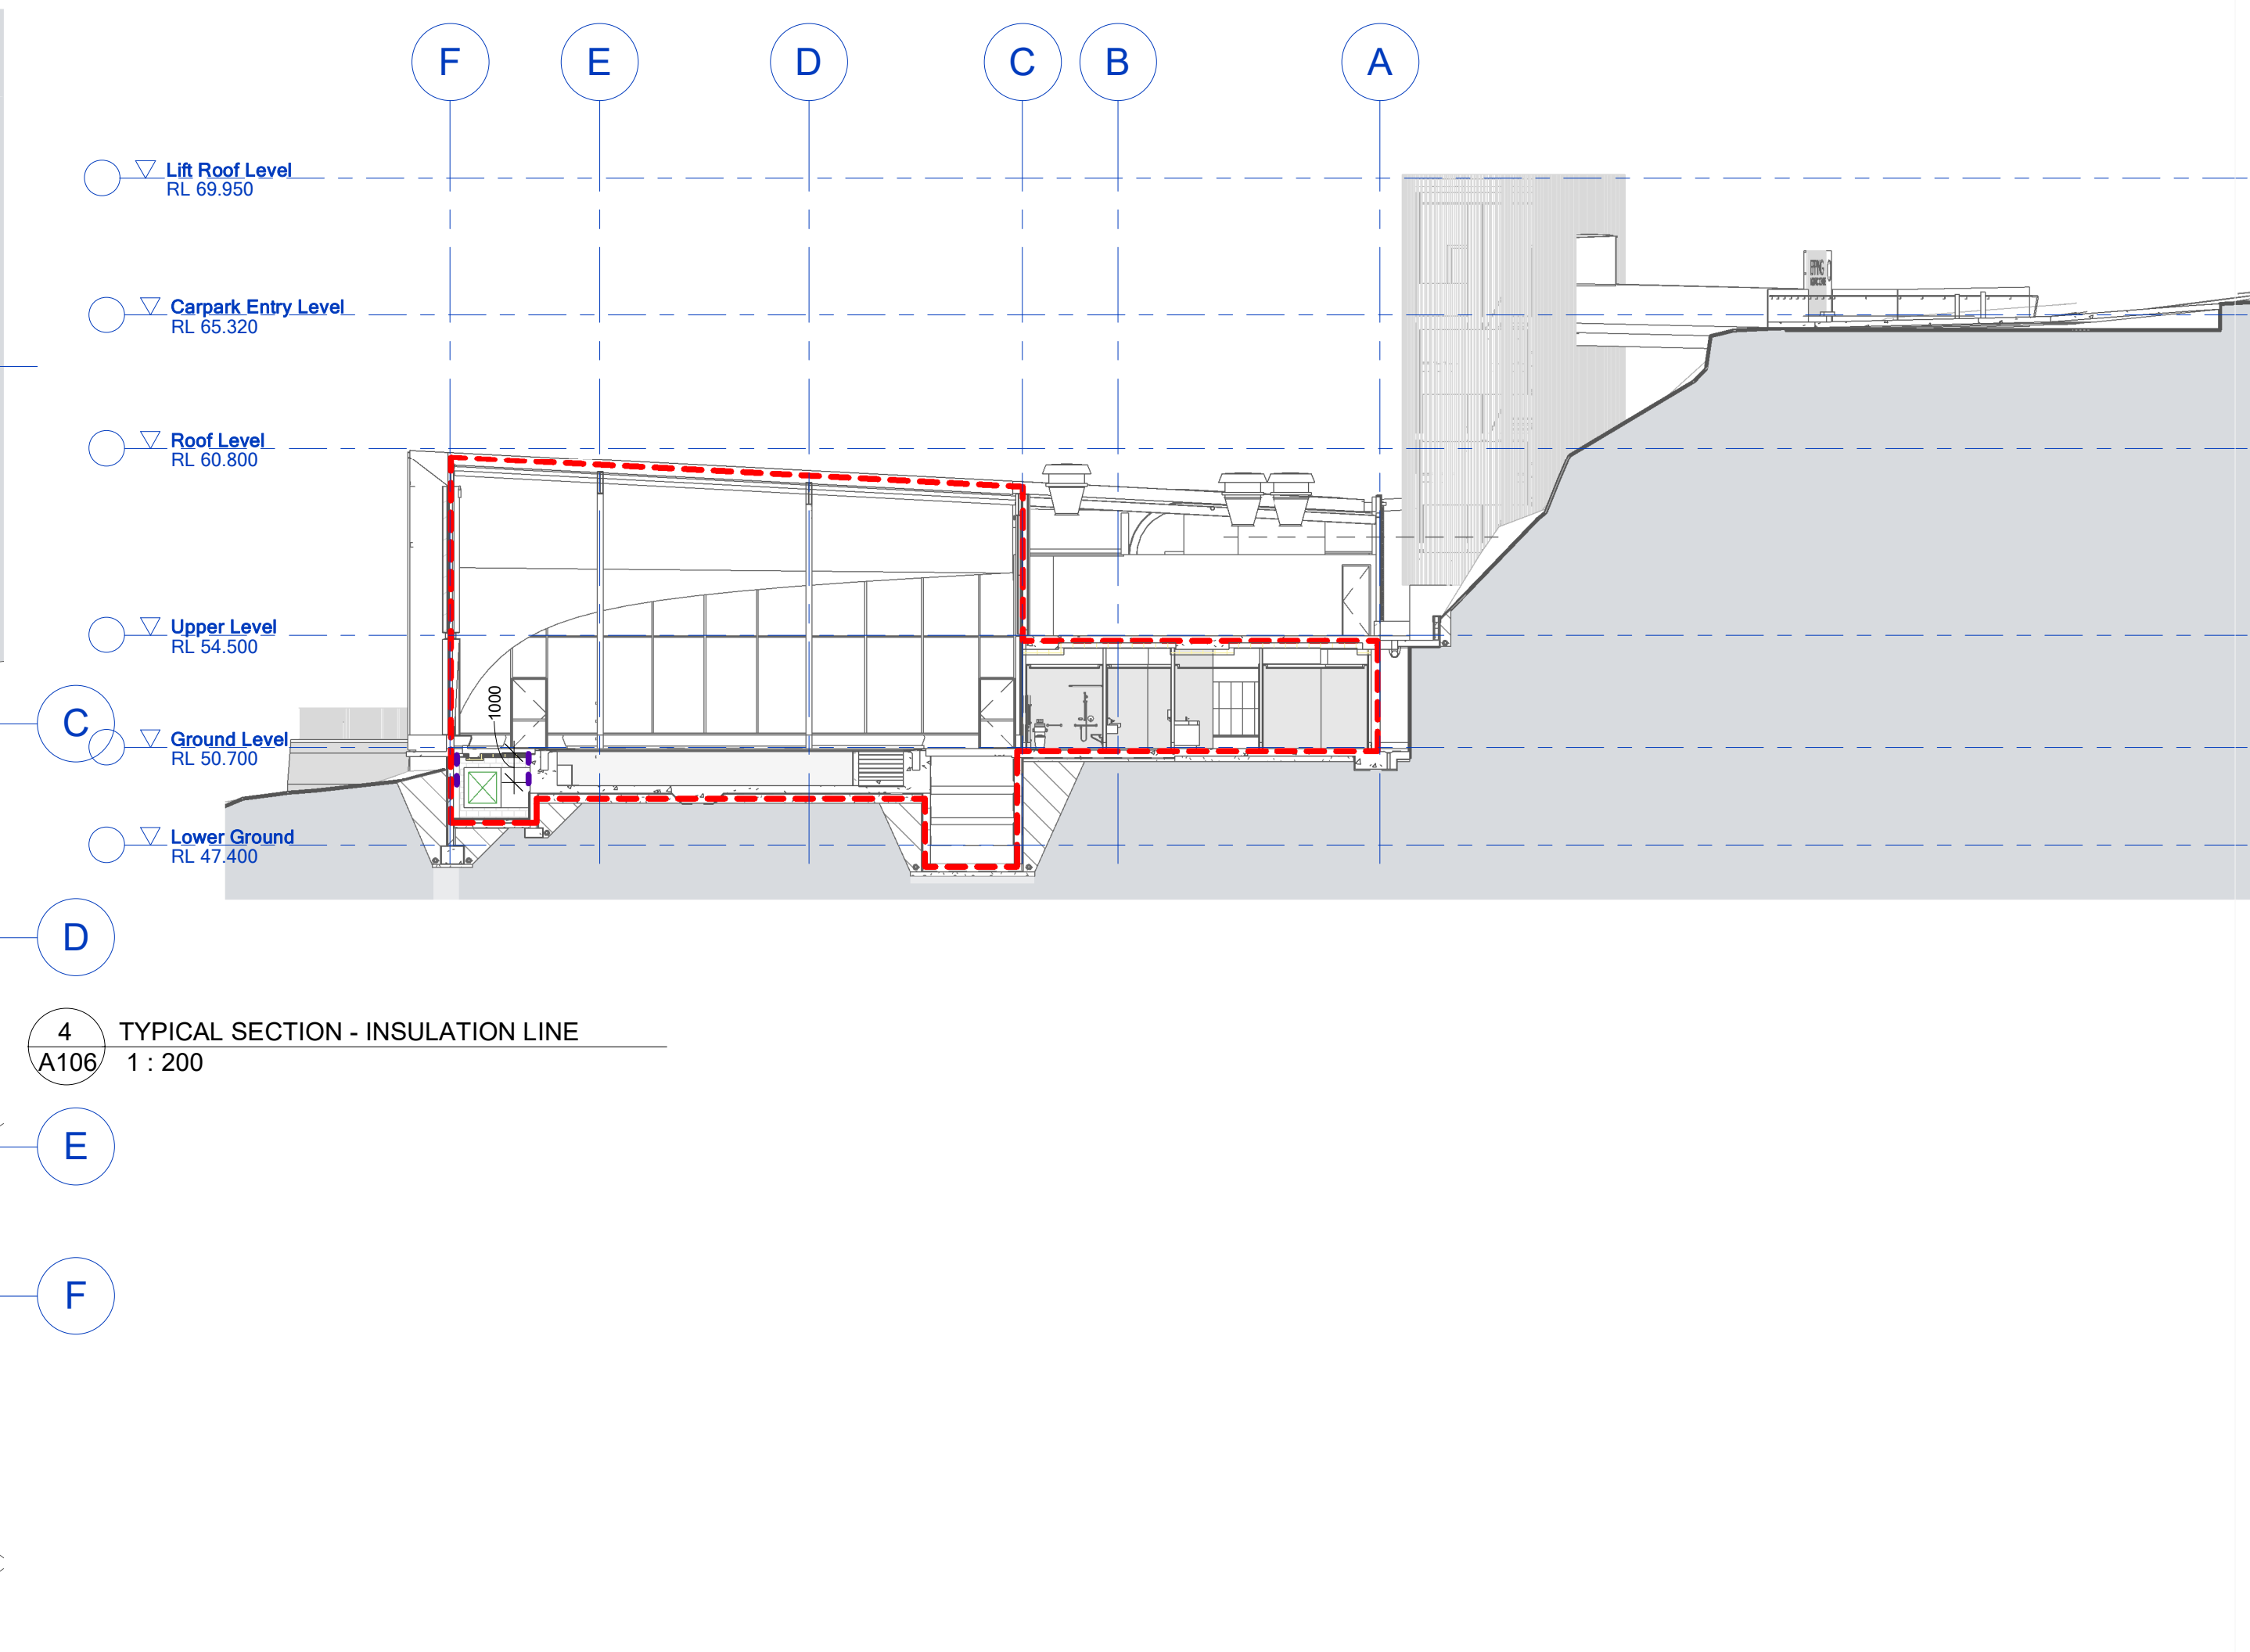 F E D C B A
Lift Roof Level
RL 69.950
EPPING
Carpark Entry Level
RL 65.320
Roof Level
RL 60.800
Upper Level
RL 54.500
1000
C
Ground Level
RL 50.700
Lower Ground
RL 47.400
D
4 TYPICAL SECTION - INSULATION LINE
A106 1 : 200
E
F